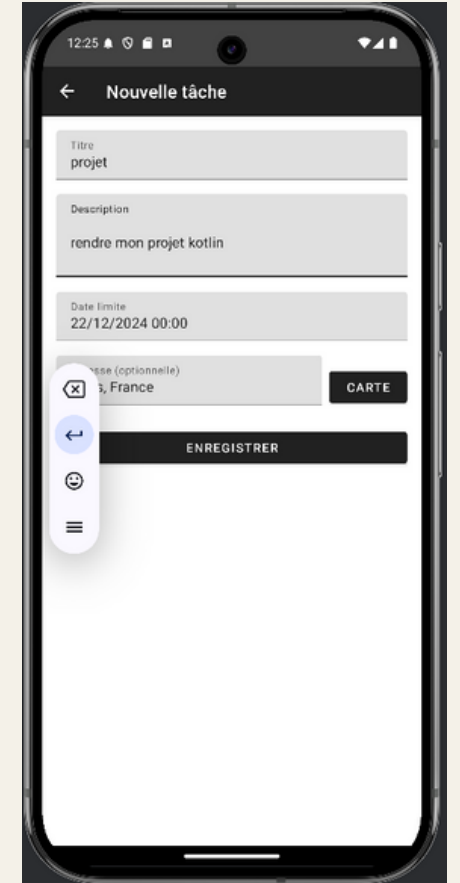 12:25
Nouvelle tâche
Titre
projet
Description
rendre mon projet kotlin
Date limite
22/12/2024 00:00
(optionnelle)
France
CARTE
ENREGISTRER